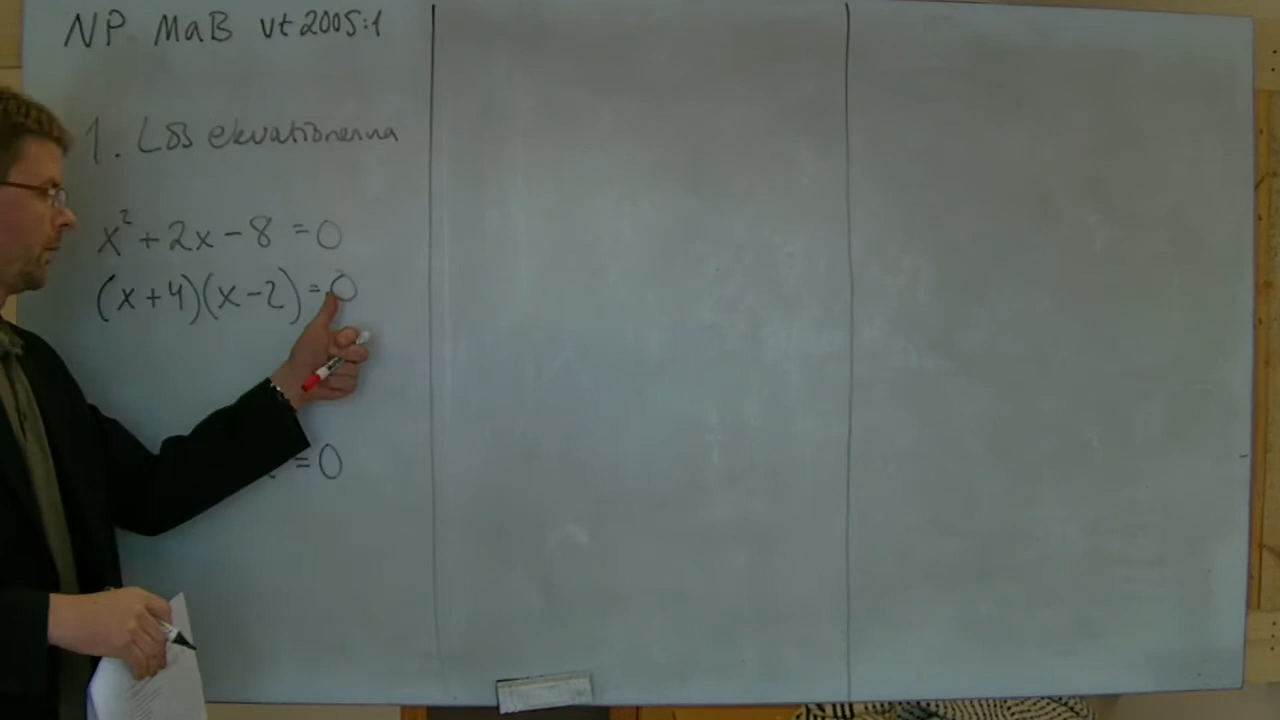 NP MaB vt 2005:1
1. Lös ekvationerna
x²+2x-8=0
(x+4)(x-2)=0
=0